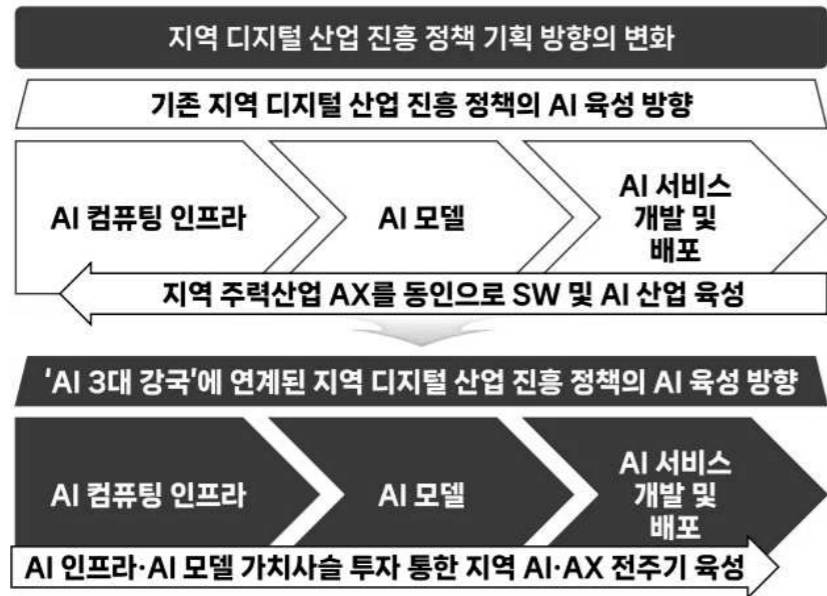 지역 디지털 산업 진흥 정책 기획 방향의 변화
기존 지역 디지털 산업 진흥 정책의 AI 육성 방향
AI 컴퓨팅 인프라
AI 모델
AI 서비스
개발 및
배포
지역 주력산업 AX를 동인으로 SW 및 AI 산업 육성
'AI 3대 강국'에 연계된 지역 디지털 산업 진흥 정책의 AI 육성 방향
AI 컴퓨팅 인프라
AI 모델
AI 서비스
개발 및
배포
AI 인프라·AI 모델 가치사슬 투자 통한 지역 AI·AX 전주기 육성